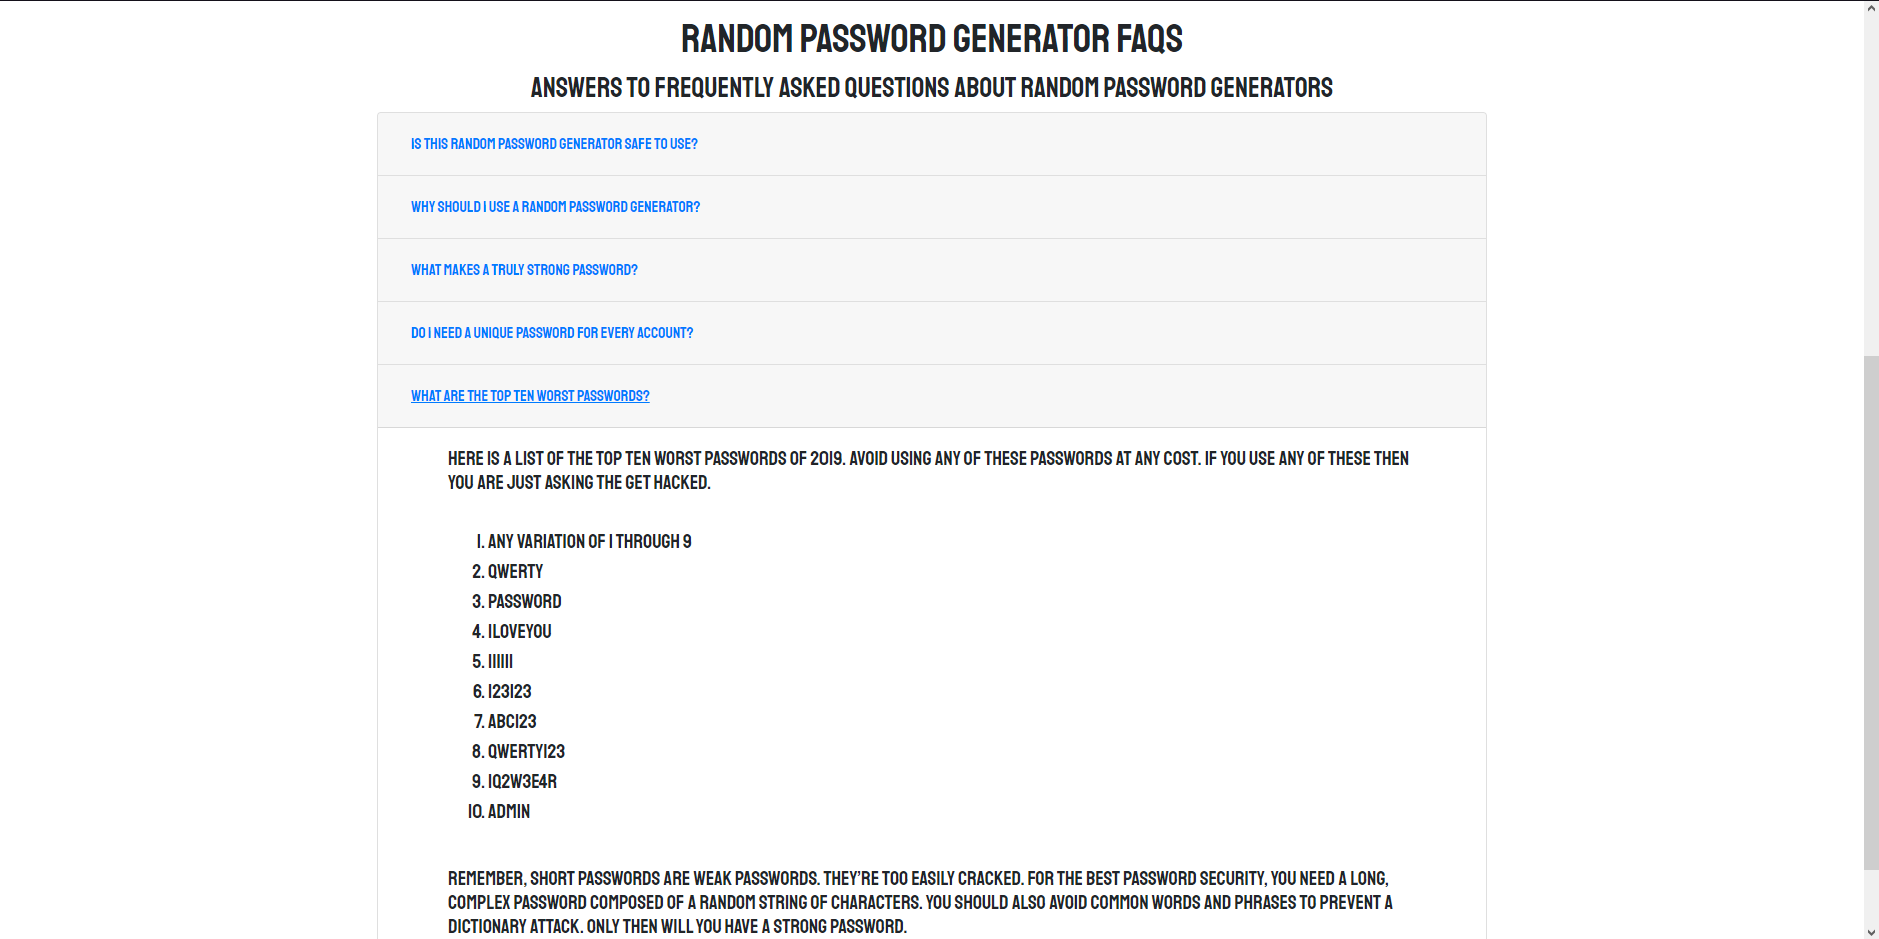 RANDOM PASSWORD GENERATOR FAQS
ANSWERS TO FREQUENTLY ASKED QUESTIONS ABOUT RANDOM PASSWORD GENERATORS
IS THIS RANDOM PASSWORD GENERATOR SAFE TO USE?
WHY SHOULD I USE A RANDOM PASSWORD GENERATOR?
WHAT MAKES A TRULY STRONG PASSWORD?
DO I NEED A UNIQUE PASSWORD FOR EVERY ACCOUNT?
WHAT ARE THE TOP TEN WORST PASSWORDS?
HERE IS A LIST OF THE TOP TEN WORST PASSWORDS OF 2019. AVOID USING ANY OF THESE PASSWORDS AT ANY COST. IF YOU USE ANY OF THESE THEN
YOU ARE JUST ASKING THE GET HACKED.
1. ANY VARIATION OF 1 THROUGH 9
2. QWERTY
3. PASSWORD
4. ILOVEYOU
5. 111111
6. 123123
7. ABC123
8. QWERTY123
9. 1Q2W3E4R
10. ADMIN
REMEMBER, SHORT PASSWORDS ARE WEAK PASSWORDS. THEY'RE TOO EASILY CRACKED. FOR THE BEST PASSWORD SECURITY, YOU NEED A LONG,
COMPLEX PASSWORD COMPOSED OF A RANDOM STRING OF CHARACTERS. YOU SHOULD ALSO AVOID COMMON WORDS AND PHRASES TO PREVENT A
DICTIONARY ATTACK. ONLY THEN WILL YOU HAVE A STRONG PASSWORD.